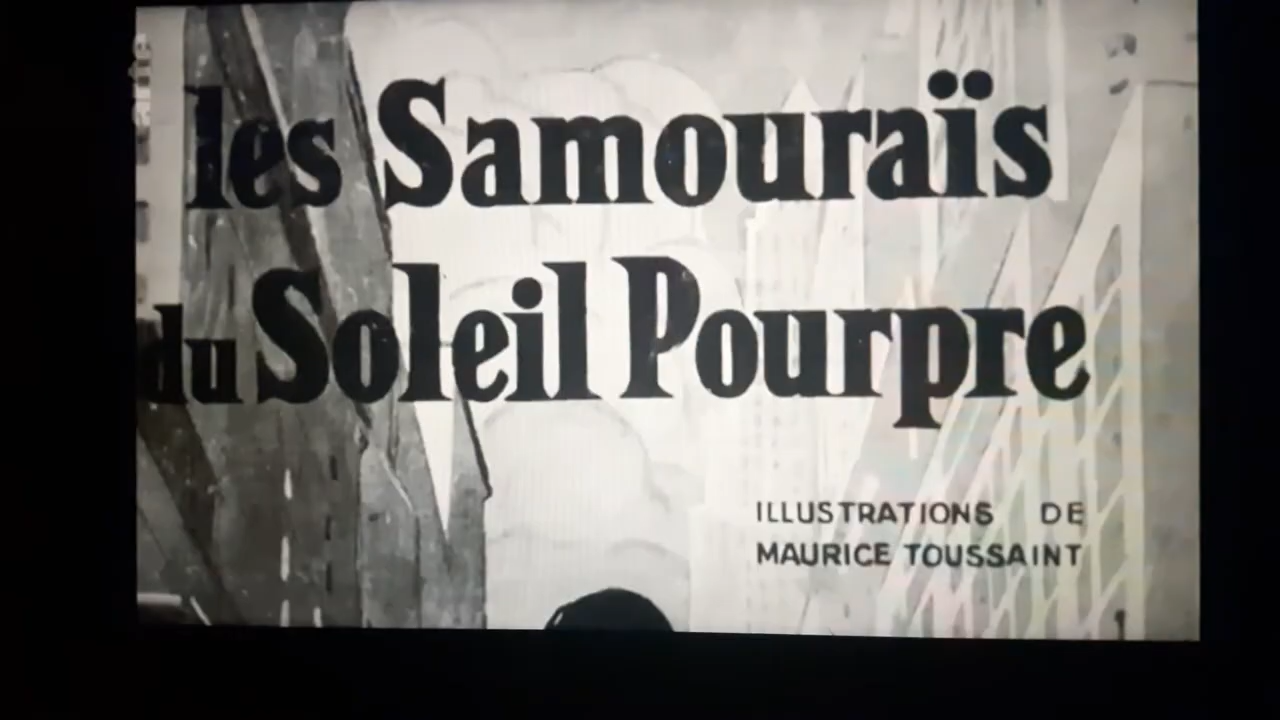 les Samouraïs
du Soleil Pourpre
ILLUSTRATIONS DE
MAURICE TOUSSAINT